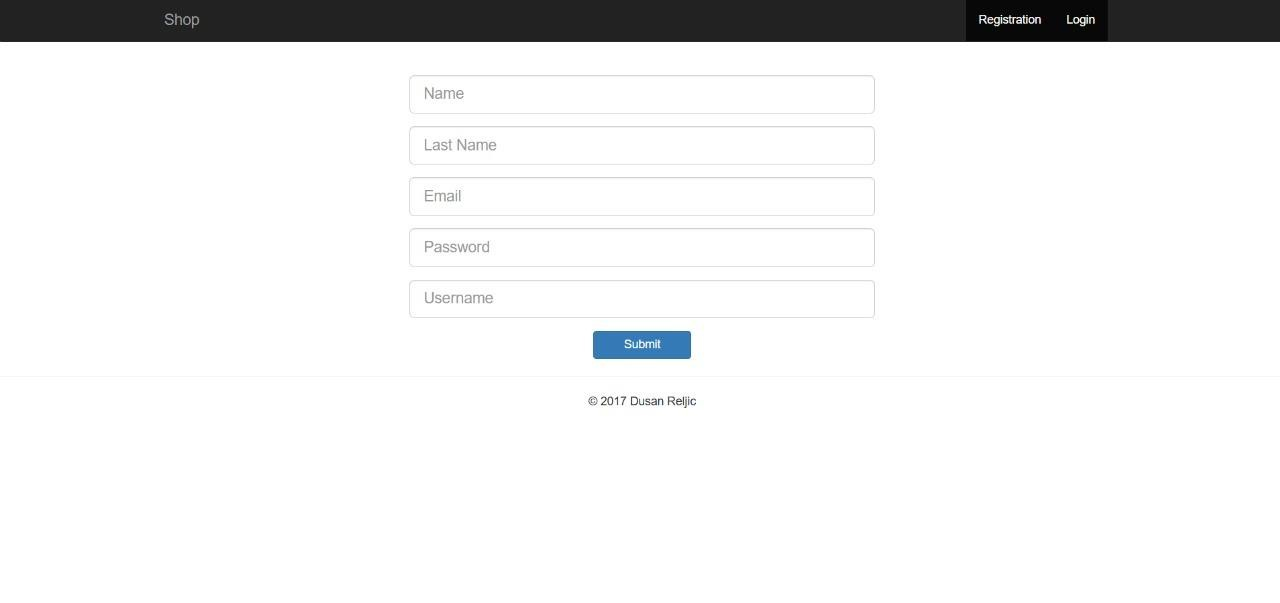 Shop Registration Login
Name
Last Name
Email
Password
Username
Submit
© 2017 Dusan Reljic